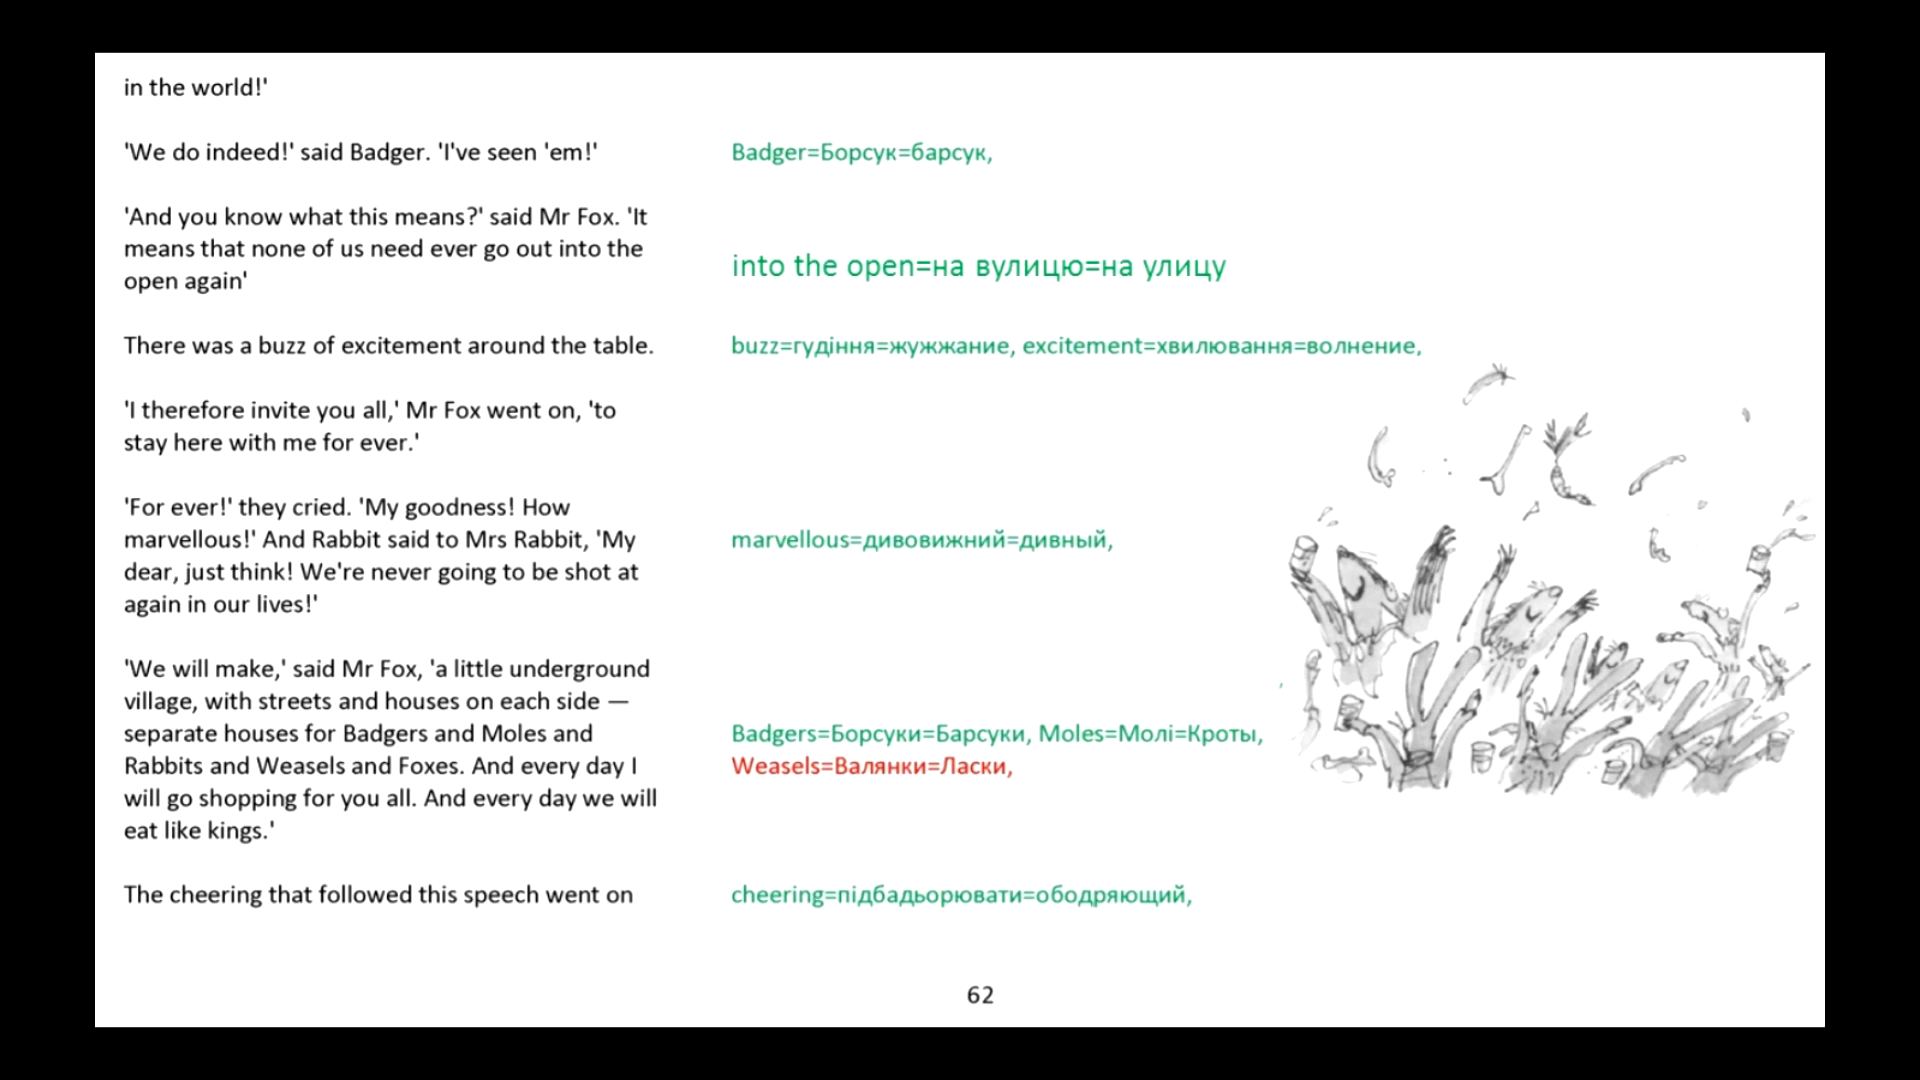 in the world!'
'We do indeed!' said Badger. 'I've seen 'em!'
Badger=Борсук=барсук,
'And you know what this means?' said Mr Fox. 'It
means that none of us need ever go out into the
open again'
into the open=на вулицю=на улицу
There was a buzz of excitement around the table.
buzz=гудіння=жужжание, excitement=хвилювання=волнение,
'I therefore invite you all,' Mr Fox went on, 'to
stay here with me for ever.'
'For ever!' they cried. 'My goodness! How
marvellous!' And Rabbit said to Mrs Rabbit, 'My
dear, just think! We're never going to be shot at
again in our lives!'
marvellous=дивовижний=дивный,
'We will make,' said Mr Fox, 'a little underground
village, with streets and houses on each side —
separate houses for Badgers and Moles and
Rabbits and Weasels and Foxes. And every day I
will go shopping for you all. And every day we will
eat like kings.'
Badgers=Борсуки=Барсуки, Moles=Молі=Кроты,
Weasels=Валянки=Ласки,
The cheering that followed this speech went on
cheering=підбадьорювати=ободряющий,
62